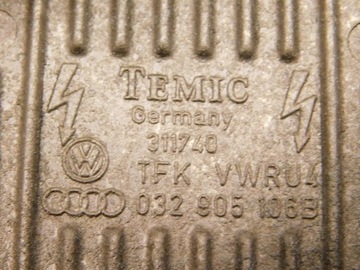 TEMIC
Germany
311740
TFK VWRU4
032 905 106B